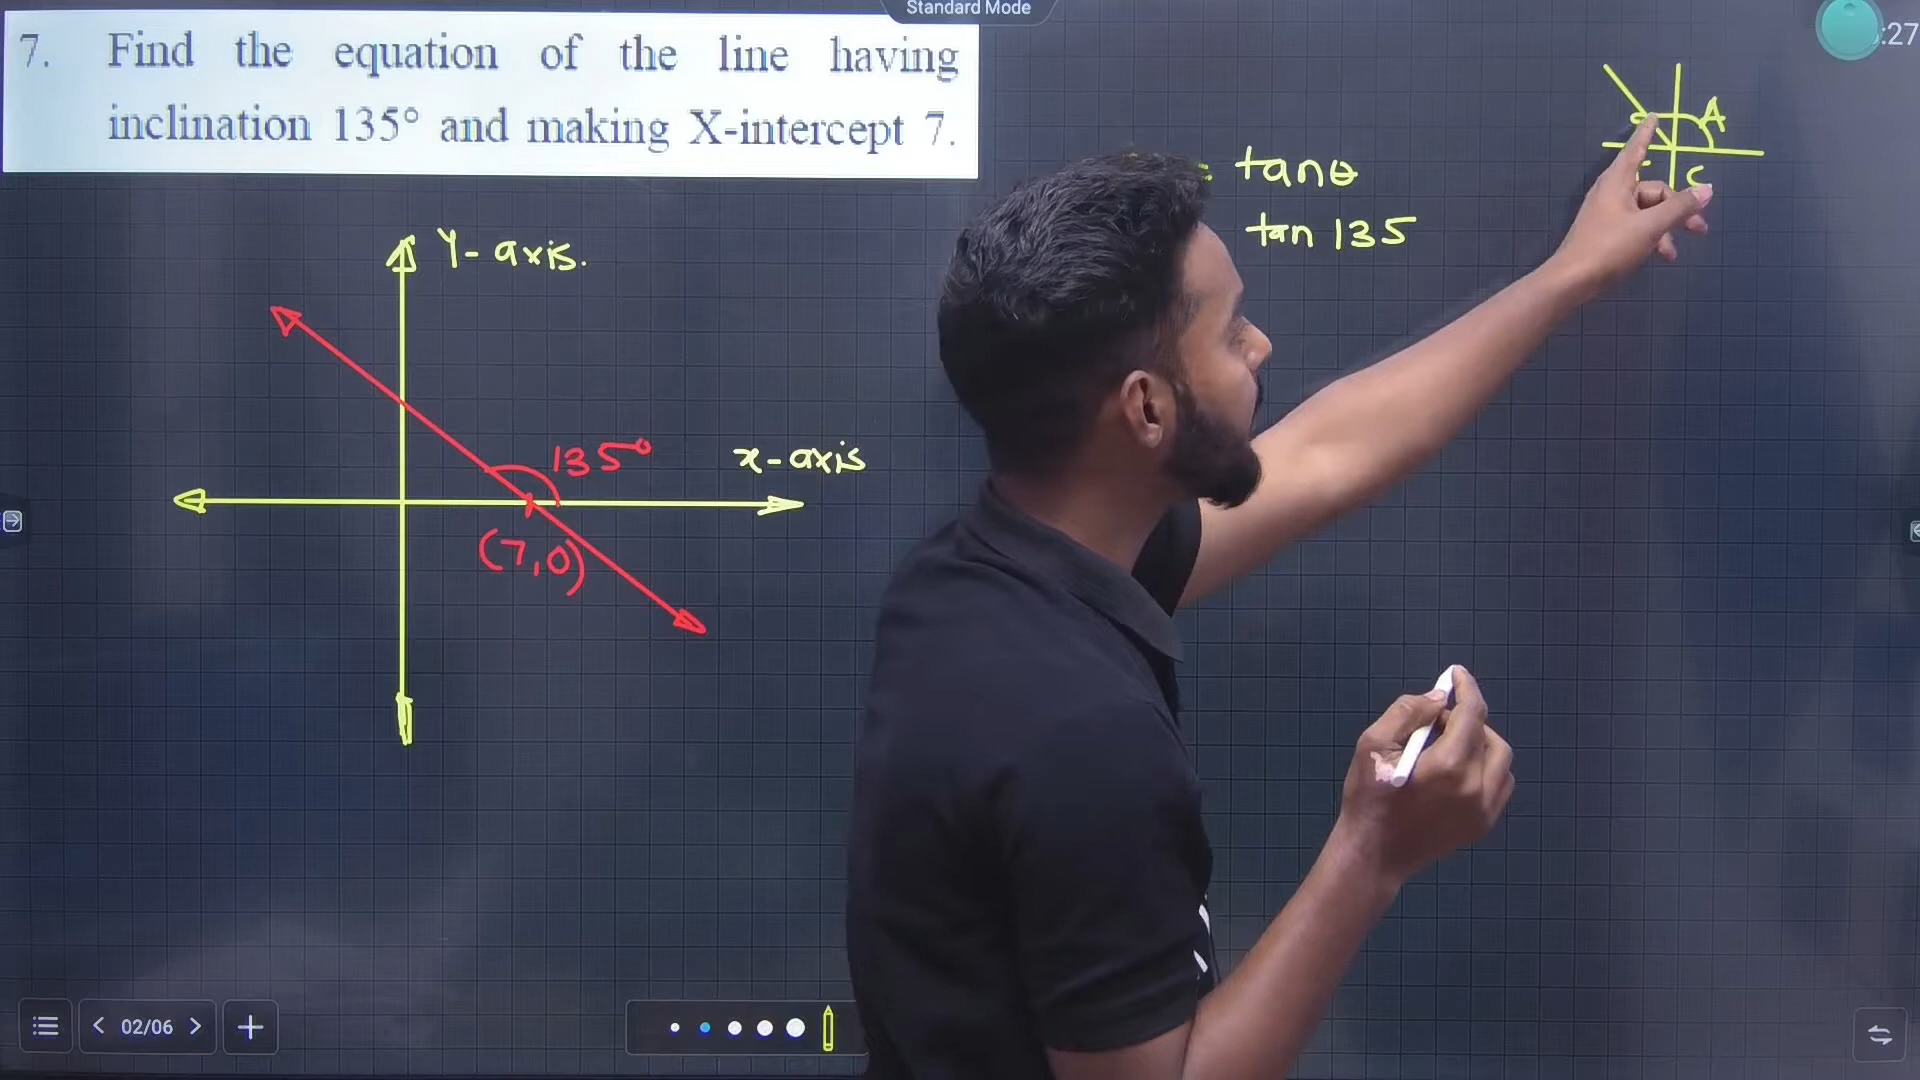 Standard Mode
:27
7. Find the equation of the line having
inclination 135° and making X-intercept 7.
= tanθ
tan 135
A
C
Y-axis.
135°
x-axis
(7,0)
02/06